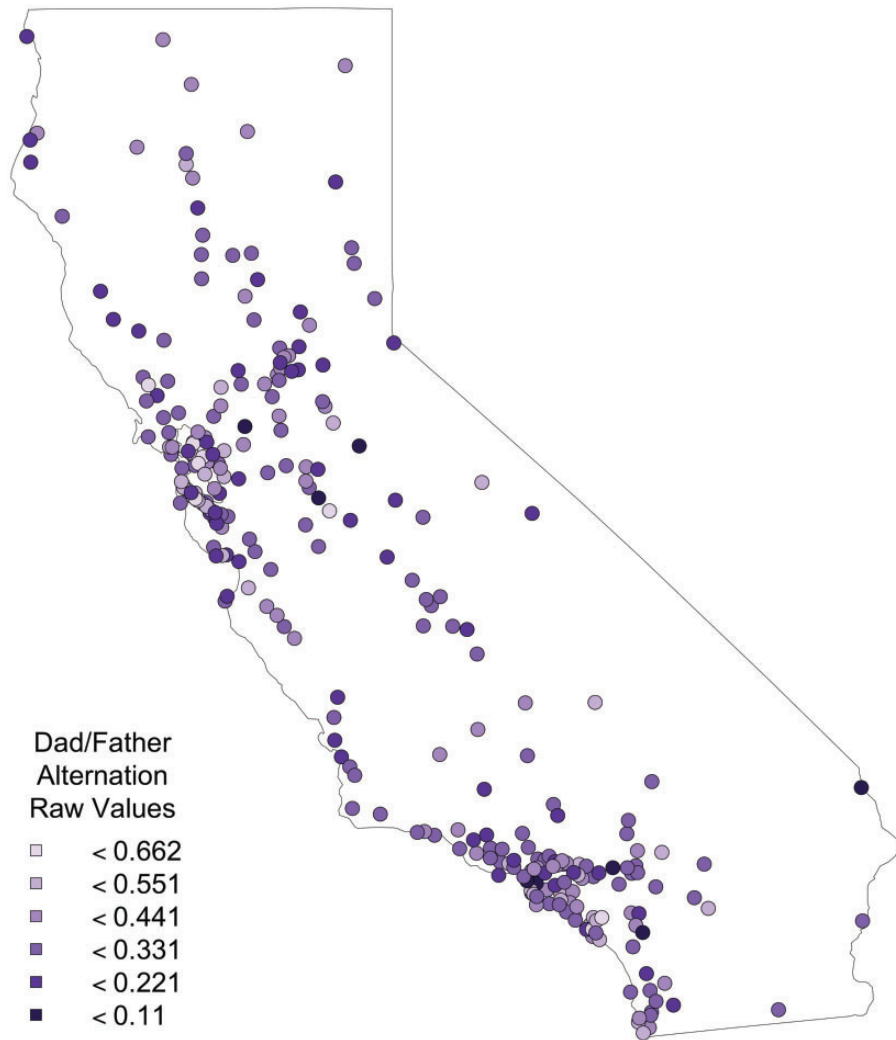 Dad/Father
Alternation
Raw Values
< 0.662
< 0.551
< 0.441
< 0.331
< 0.221
< 0.11